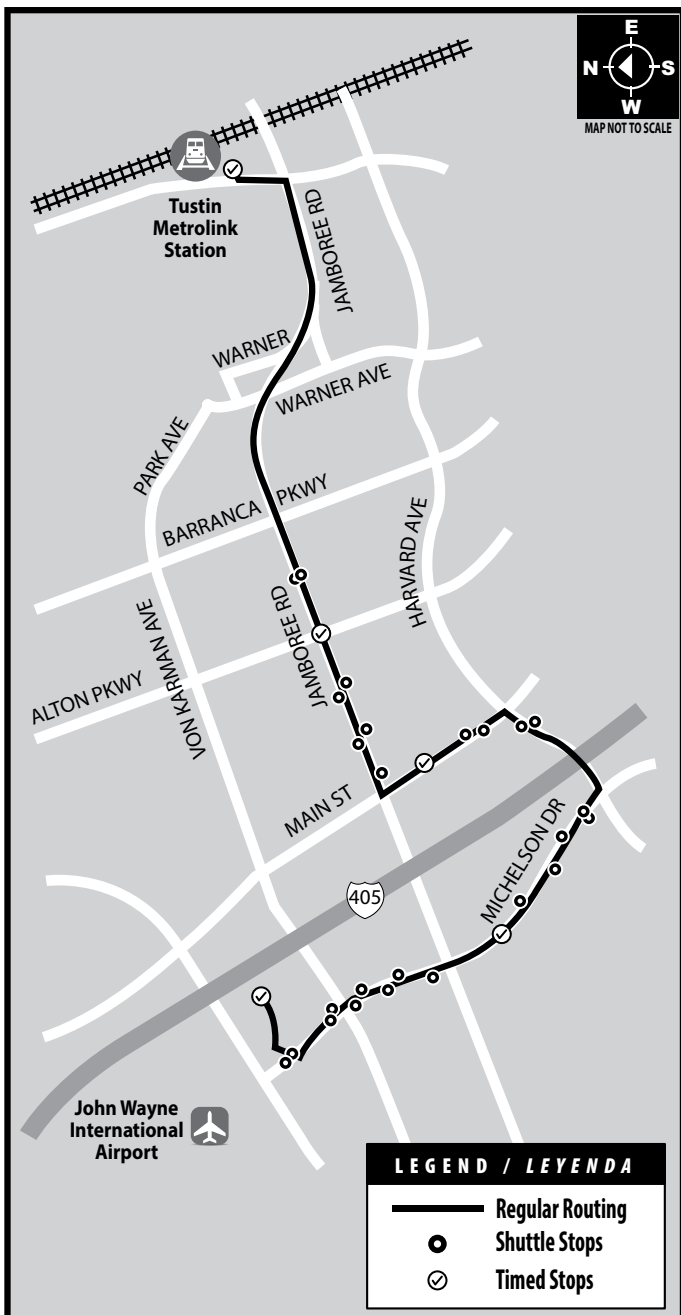 E
N S
W
MAP NOT TO SCALE
Tustin
Metrolink
Station
JAMBOREE RD
WARNER
WARNER AVE
PARK AVE
BARRANCA PKWY
HARVARD AVE
JAMBOREE RD
VON KARMAN AVE
ALTON PKWY
MAIN ST
MICHELSON DR
405
John Wayne
International
Airport
LEGEND / LEYENDA
Regular Routing
Shuttle Stops
Timed Stops